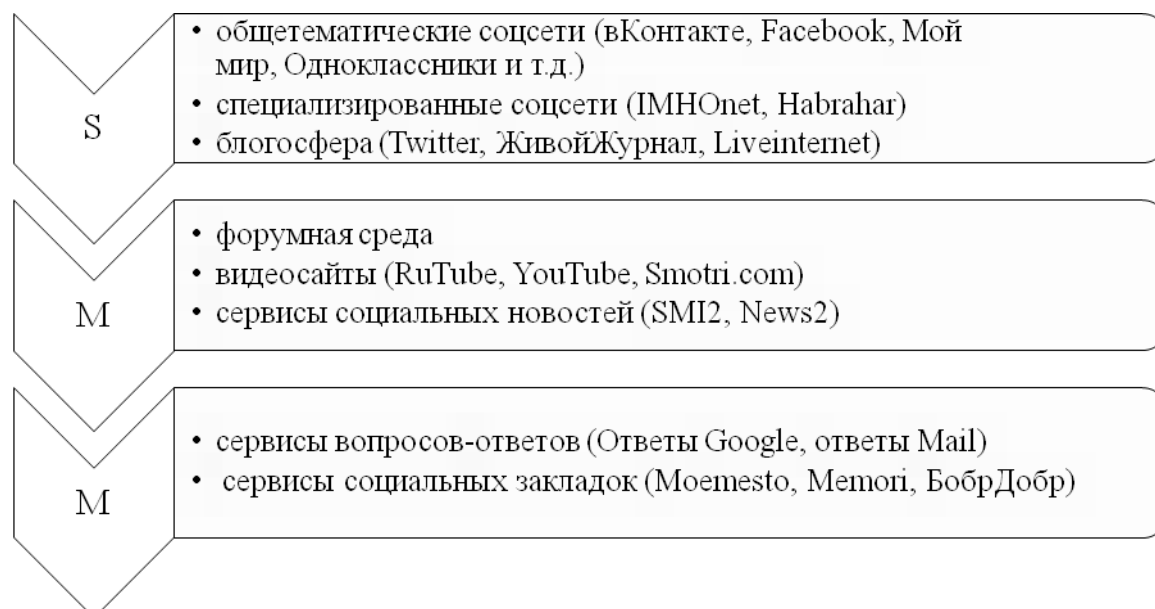 S
• общетематические соцсети (вКонтакте, Facebook, Мой
мир, Одноклассники и т.д.)
• специализированные соцсети (IMHOnet, Habrahar)
• блогосфера (Twitter, ЖивойЖурнал, Liveinternet)
M
• форумная среда
• видеосайты (RuTube, YouTube, Smotri.com)
• сервисы социальных новостей (SMI2, News2)
M
• сервисы вопросов-ответов (Ответы Google, ответы Mail)
• сервисы социальных закладок (Moemesto, Memori, БобрДобр)